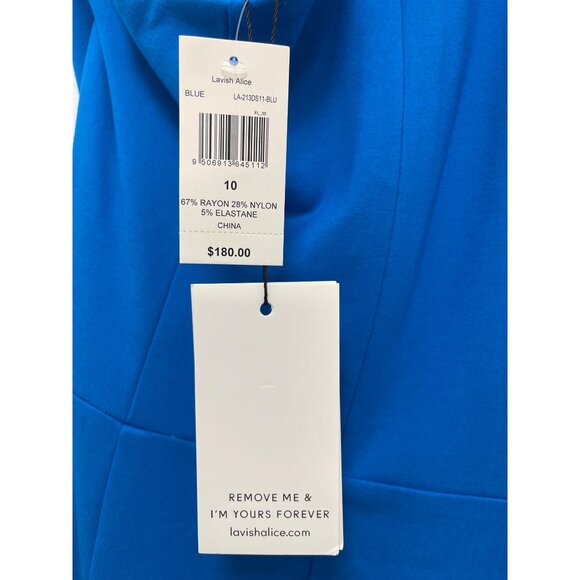 Lavish Alice
BLUE LA-213DS11-BLU
FL_30
9 506913 645112
10
67% RAYON 28% NYLON
5% ELASTANE
CHINA
$180.00
REMOVE ME &
I'M YOURS FOREVER
lavishalice.com